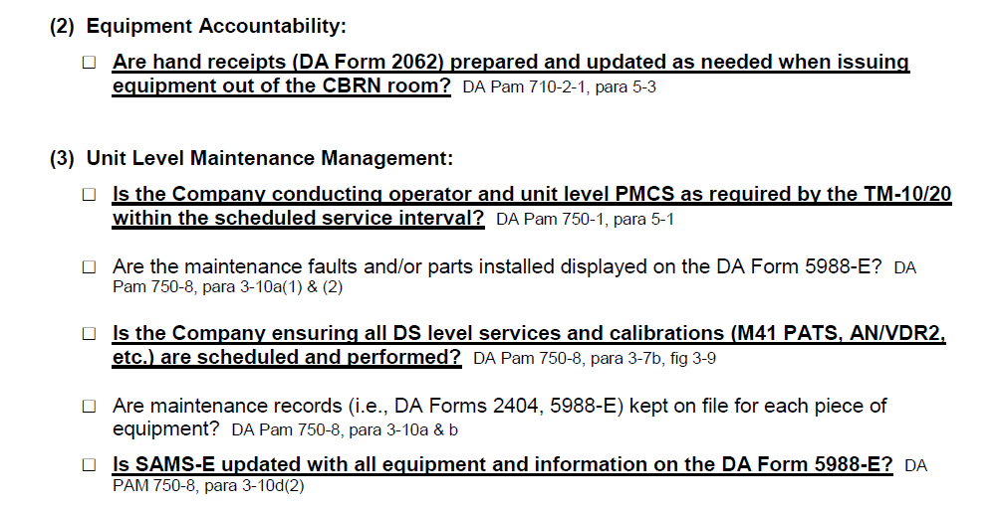 (2) Equipment Accountability:
□ Are hand receipts (DA Form 2062) prepared and updated as needed when issuing
equipment out of the CBRN room? DA Pam 710-2-1, para 5-3
(3) Unit Level Maintenance Management:
□ Is the Company conducting operator and unit level PMCS as required by the TM-10/20
within the scheduled service interval? DA Pam 750-1, para 5-1
□ Are the maintenance faults and/or parts installed displayed on the DA Form 5988-E? DA
Pam 750-8, para 3-10a(1) & (2)
□ Is the Company ensuring all DS level services and calibrations (M41 PATS, AN/VDR2,
etc.) are scheduled and performed? DA Pam 750-8, para 3-7b, fig 3-9
□ Are maintenance records (i.e., DA Forms 2404, 5988-E) kept on file for each piece of
equipment? DA Pam 750-8, para 3-10a & b
□ Is SAMS-E updated with all equipment and information on the DA Form 5988-E? DA
PAM 750-8, para 3-10d(2)